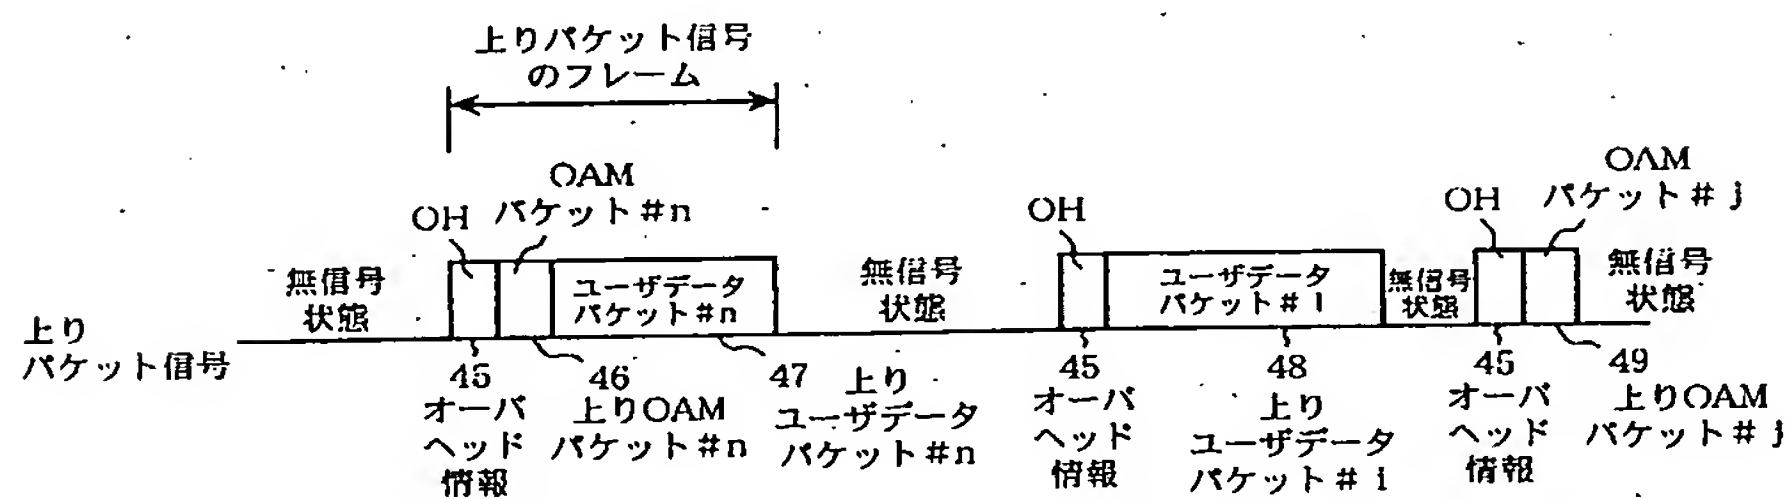 上りパケット信号
のフレーム
OAM
パケット#n
OH
OH
OAM
パケット#j
OH
無信号
状態
ユーザデータ
パケット#n
無信号
状態
ユーザデータ
パケット#i
無信号
状態
無信号
状態
上り
パケット信号
45
オーバ
ヘッド
情報
46
上りOAM
パケット#n
47
上り
ユーザデータ
パケット#n
45
オーバ
ヘッド
情報
48
上り
ユーザデータ
パケット#i
45
オーバ
ヘッド
情報
49
上りOAM
パケット#j